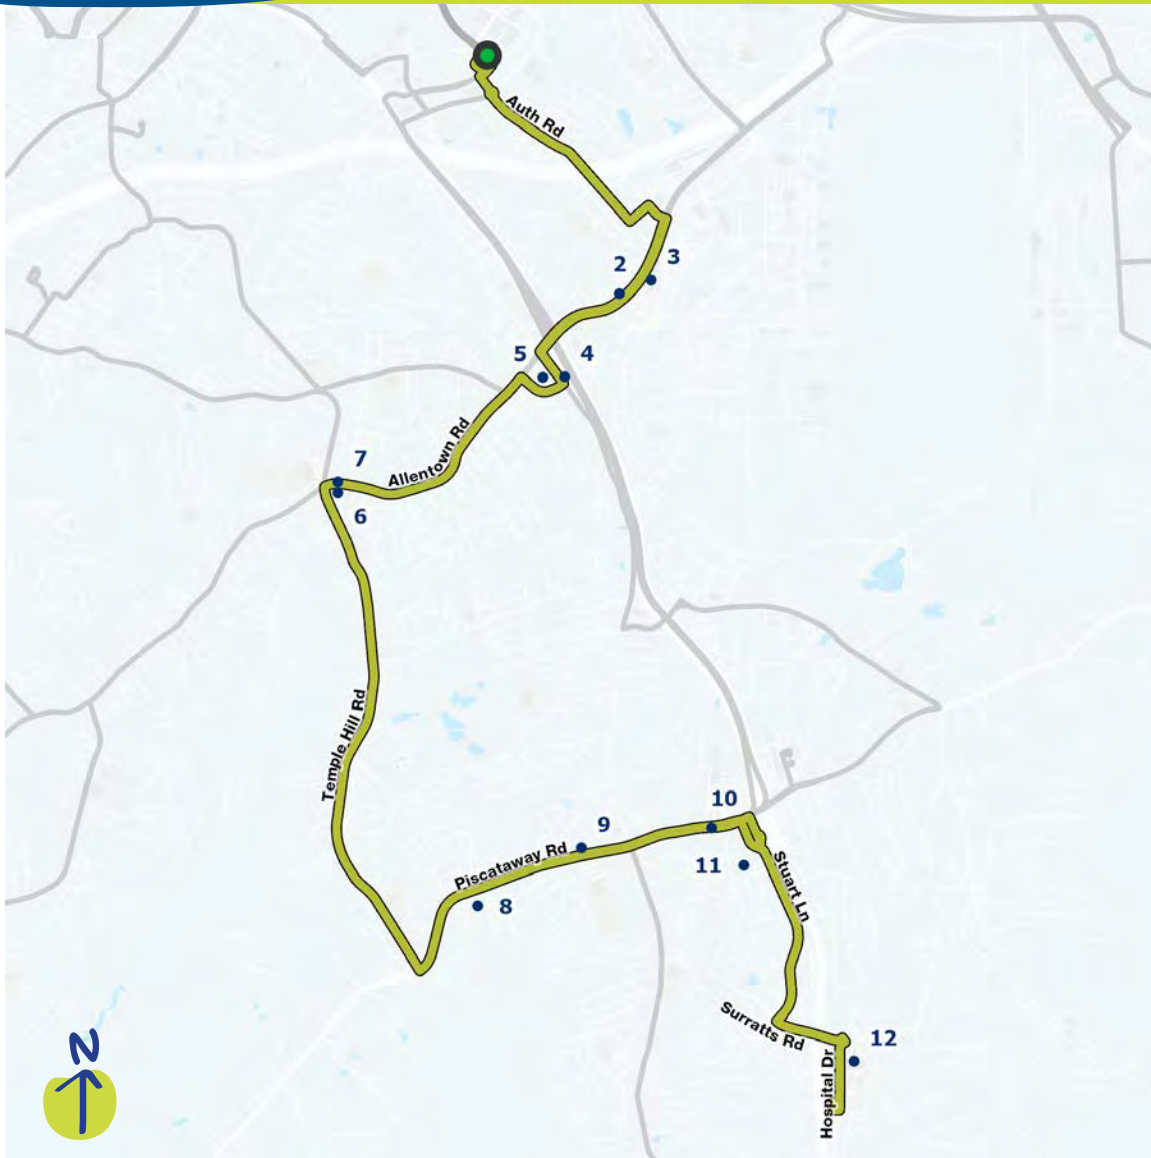 Auth Rd
2
3
5
4
Allentown Rd
7
6
Temple Hill Rd
10
9
Piscataway Rd
11
8
Stuart Ln
Surratts Rd
12
Hospital Dr
N